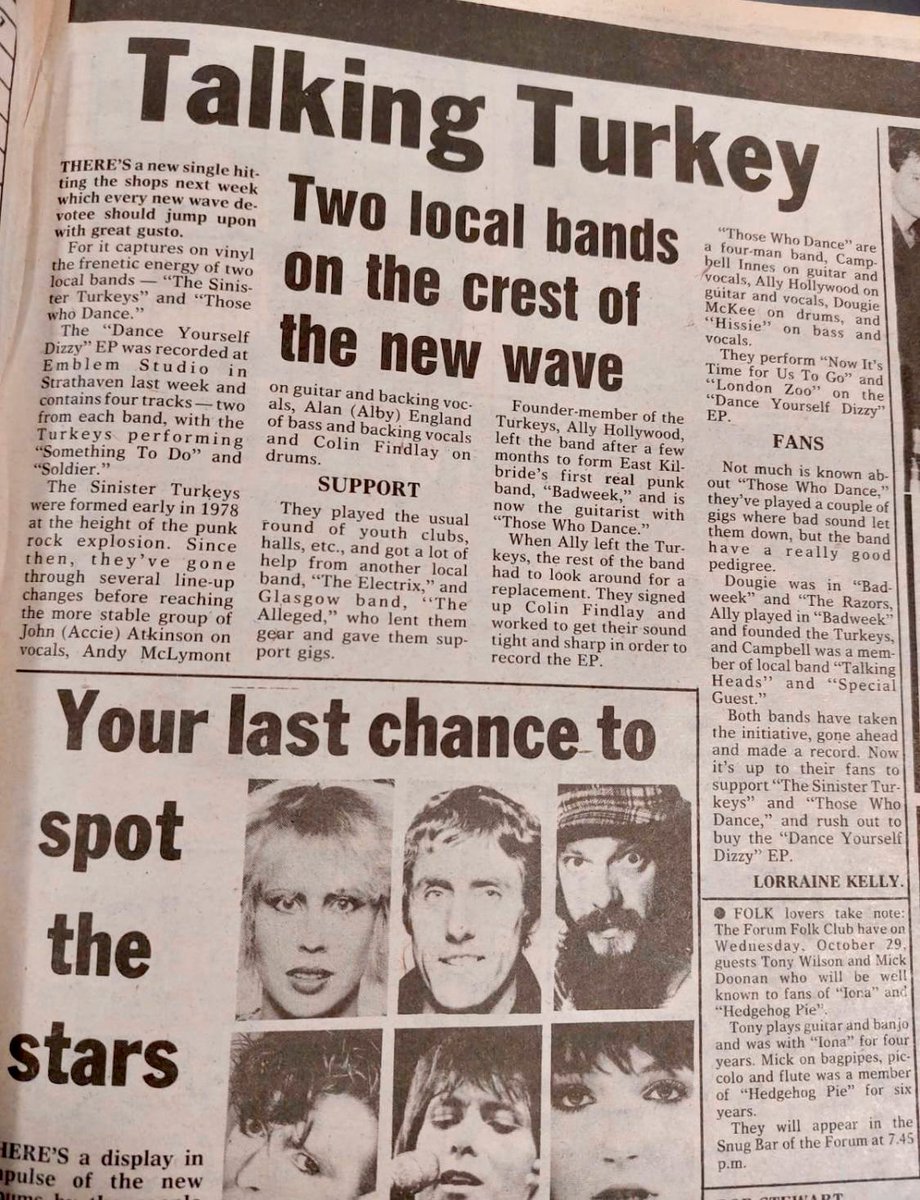 Talking Turkey
THERE'S a new single hit-
ting the shops next week
which every new wave de-
votee should jump upon
with great gusto.
For it captures on vinyl
the frenetic energy of two
local bands — "The Sinis-
ter Turkeys" and "Those
who Dance."
The "Dance Yourself
Dizzy" EP was recorded at
Emblem Studio in
Strathaven last week and
contains four tracks — two
from each band, with the
Turkeys performing
"Something To Do" and
"Soldier."
The Sinister Turkeys
were formed early in 1978
at the height of the punk
rock explosion. Since
then, they've gone
through several line-up
changes before reaching
the more stable group of
John (Accie) Atkinson on
vocals, Andy McLymont
Two local bands
on the crest of
the new wave
on guitar and backing voc-
als, Alan (Alby) England
of bass and backing vocals
and Colin Findlay on
drums.
SUPPORT
They played the usual
round of youth clubs,
halls, etc., and got a lot of
help from another local
band, "The Electrix," and
Glasgow band, "The
Alleged," who lent them
gear and gave them sup-
port gigs.
Founder-member of the
Turkeys, Ally Hollywood,
left the band after a few
months to form East Kil-
bride's first real punk
band, "Badweek," and is
now the guitarist with
"Those Who Dance."
When Ally left the Tur-
keys, the rest of the band
had to look around for a
replacement. They signed
up Colin Findlay and
worked to get their sound
tight and sharp in order to
record the EP.
"Those Who Dance" are
a four-man band, Camp-
bell Innes on guitar and
vocals, Ally Hollywood on
guitar and vocals, Dougie
McKee on drums, and
"Hissie" on bass and
vocals.
They perform "Now It's
Time for Us To Go" and
"London Zoo" on the
"Dance Yourself Dizzy"
EP.
FANS
Not much is known ab-
out "Those Who Dance,"
they've played a couple of
gigs where bad sound let
them down, but the band
have a really good
pedigree.
Dougie was in "Bad-
week" and "The Razors,
Ally played in "Badweek"
and founded the Turkeys,
and Campbell was a mem-
ber of local band "Talking
Heads" and "Special
Guest."
Both bands have taken
the initiative, gone ahead
and made a record. Now
it's up to their fans to
support "The Sinister Tur-
keys" and "Those Who
Dance," and rush out to
buy the "Dance Yourself
Dizzy" EP.
LORRAINE KELLY.
● FOLK lovers take note:
The Forum Folk Club have on
Wednesday, October 29,
guests Tony Wilson and Mick
Doonan who will be well
known to fans of "Iona" and
"Hedgehog Pie".
Tony plays guitar and banjo
and was with "Iona" for four
years. Mick on bagpipes, pic-
colo and flute was a member
of "Hedgehog Pie" for six
years.
They will appear in the
Snug Bar of the Forum at 7.45
p.m.
Your last chance to
spot
the
stars
HERE'S a display in
mpulse of the new